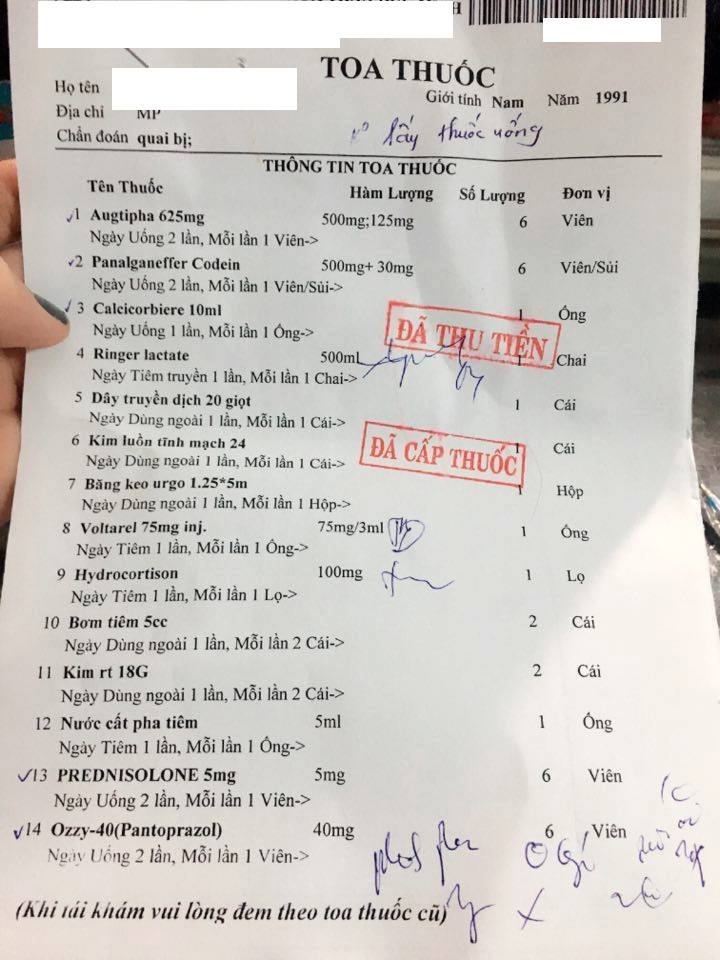 H
TOA THUỐC
Họ tên
Giới tính Nam Năm 1991
Địa chỉ MP
Chẩn đoán quai bị; lấy thuốc uống
THÔNG TIN TOA THUỐC
Tên Thuốc Hàm Lượng Số Lượng Đơn vị
1 Augtipha 625mg 500mg;125mg 6 Viên
Ngày Uống 2 lần, Mỗi lần 1 Viên->
2 Panalganeffer Codein 500mg+ 30mg 6 Viên/Sủi
Ngày Uống 2 lần, Mỗi lần 1 Viên/Sủi->
3 Calcicorbiere 10ml 1 Ống
Ngày Uống 1 lần, Mỗi lần 1 Ống->
ĐÃ THU TIỀN
4 Ringer lactate 500ml 1 Chai
Ngày Tiêm truyền 1 lần, Mỗi lần 1 Chai->
5 Dây truyền dịch 20 giọt 1 Cái
Ngày Dùng ngoài 1 lần, Mỗi lần 1 Cái->
6 Kim luồn tĩnh mạch 24 1 Cái
Ngày Dùng ngoài 1 lần, Mỗi lần 1 Cái->
ĐÃ CẤP THUỐC
7 Băng keo urgo 1.25*5m 1 Hộp
Ngày Dùng ngoài 1 lần, Mỗi lần 1 Hộp->
8 Voltarel 75mg inj. 75mg/3ml 1 Ống
Ngày Tiêm 1 lần, Mỗi lần 1 Ống->
9 Hydrocortison 100mg 1 Lọ
Ngày Tiêm 1 lần, Mỗi lần 1 Lọ->
10 Bơm tiêm 5cc 2 Cái
Ngày Dùng ngoài 1 lần, Mỗi lần 2 Cái->
11 Kim rt 18G 2 Cái
Ngày Dùng ngoài 1 lần, Mỗi lần 2 Cái->
12 Nước cất pha tiêm 5ml 1 Ống
Ngày Tiêm 1 lần, Mỗi lần 1 Ống->
13 PREDNISOLONE 5mg 5mg 6 Viên
Ngày Uống 2 lần, Mỗi lần 1 Viên->
14 Ozzy-40(Pantoprazol) 40mg 6 Viên
Ngày Uống 2 lần, Mỗi lần 1 Viên->
(Khi tái khám vui lòng đem theo toa thuốc cũ)